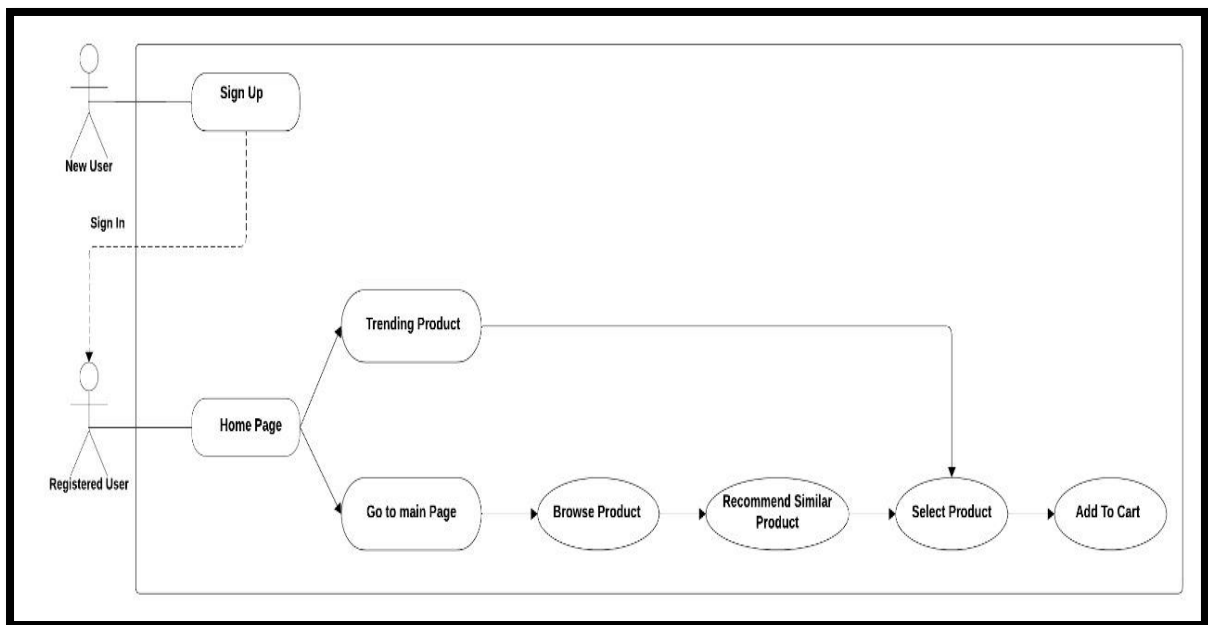 Sign Up
New User
Sign In
Trending Product
Home Page
Registered User
Go to main Page
Browse Product
Recommend Similar
Product
Select Product
Add To Cart